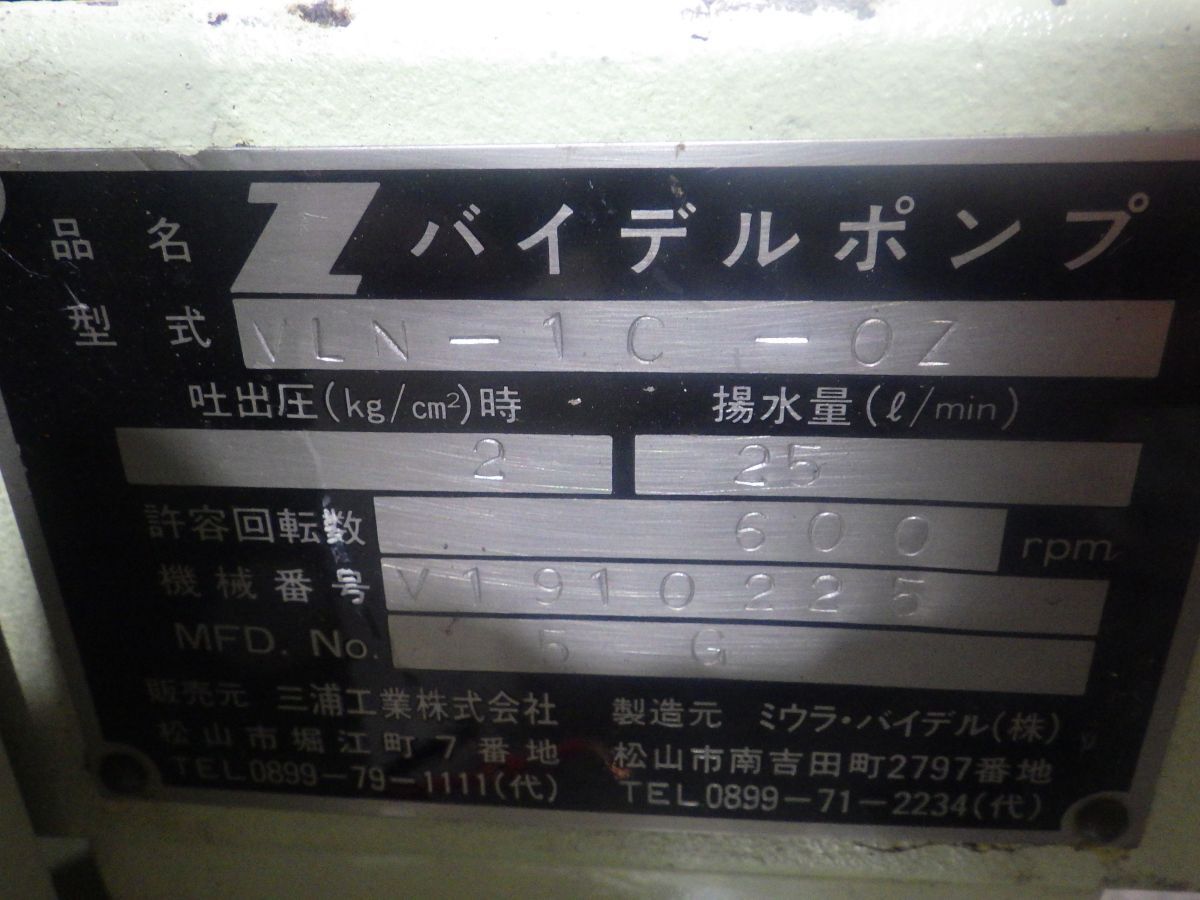 品名 Z バイデルポンプ
型式 VLN-1C-0Z
吐出圧(kg/cm²)時 揚水量(ℓ/min)
2 25
許容回転数 600 rpm
機械番号 V1910225
MFD. No. 5 G
販売元 三浦工業株式会社 製造元 ミウラ・バイデル(株)
松山市堀江町7番地 松山市南吉田町2797番地
TEL0899-79-1111(代) TEL0899-71-2234(代)